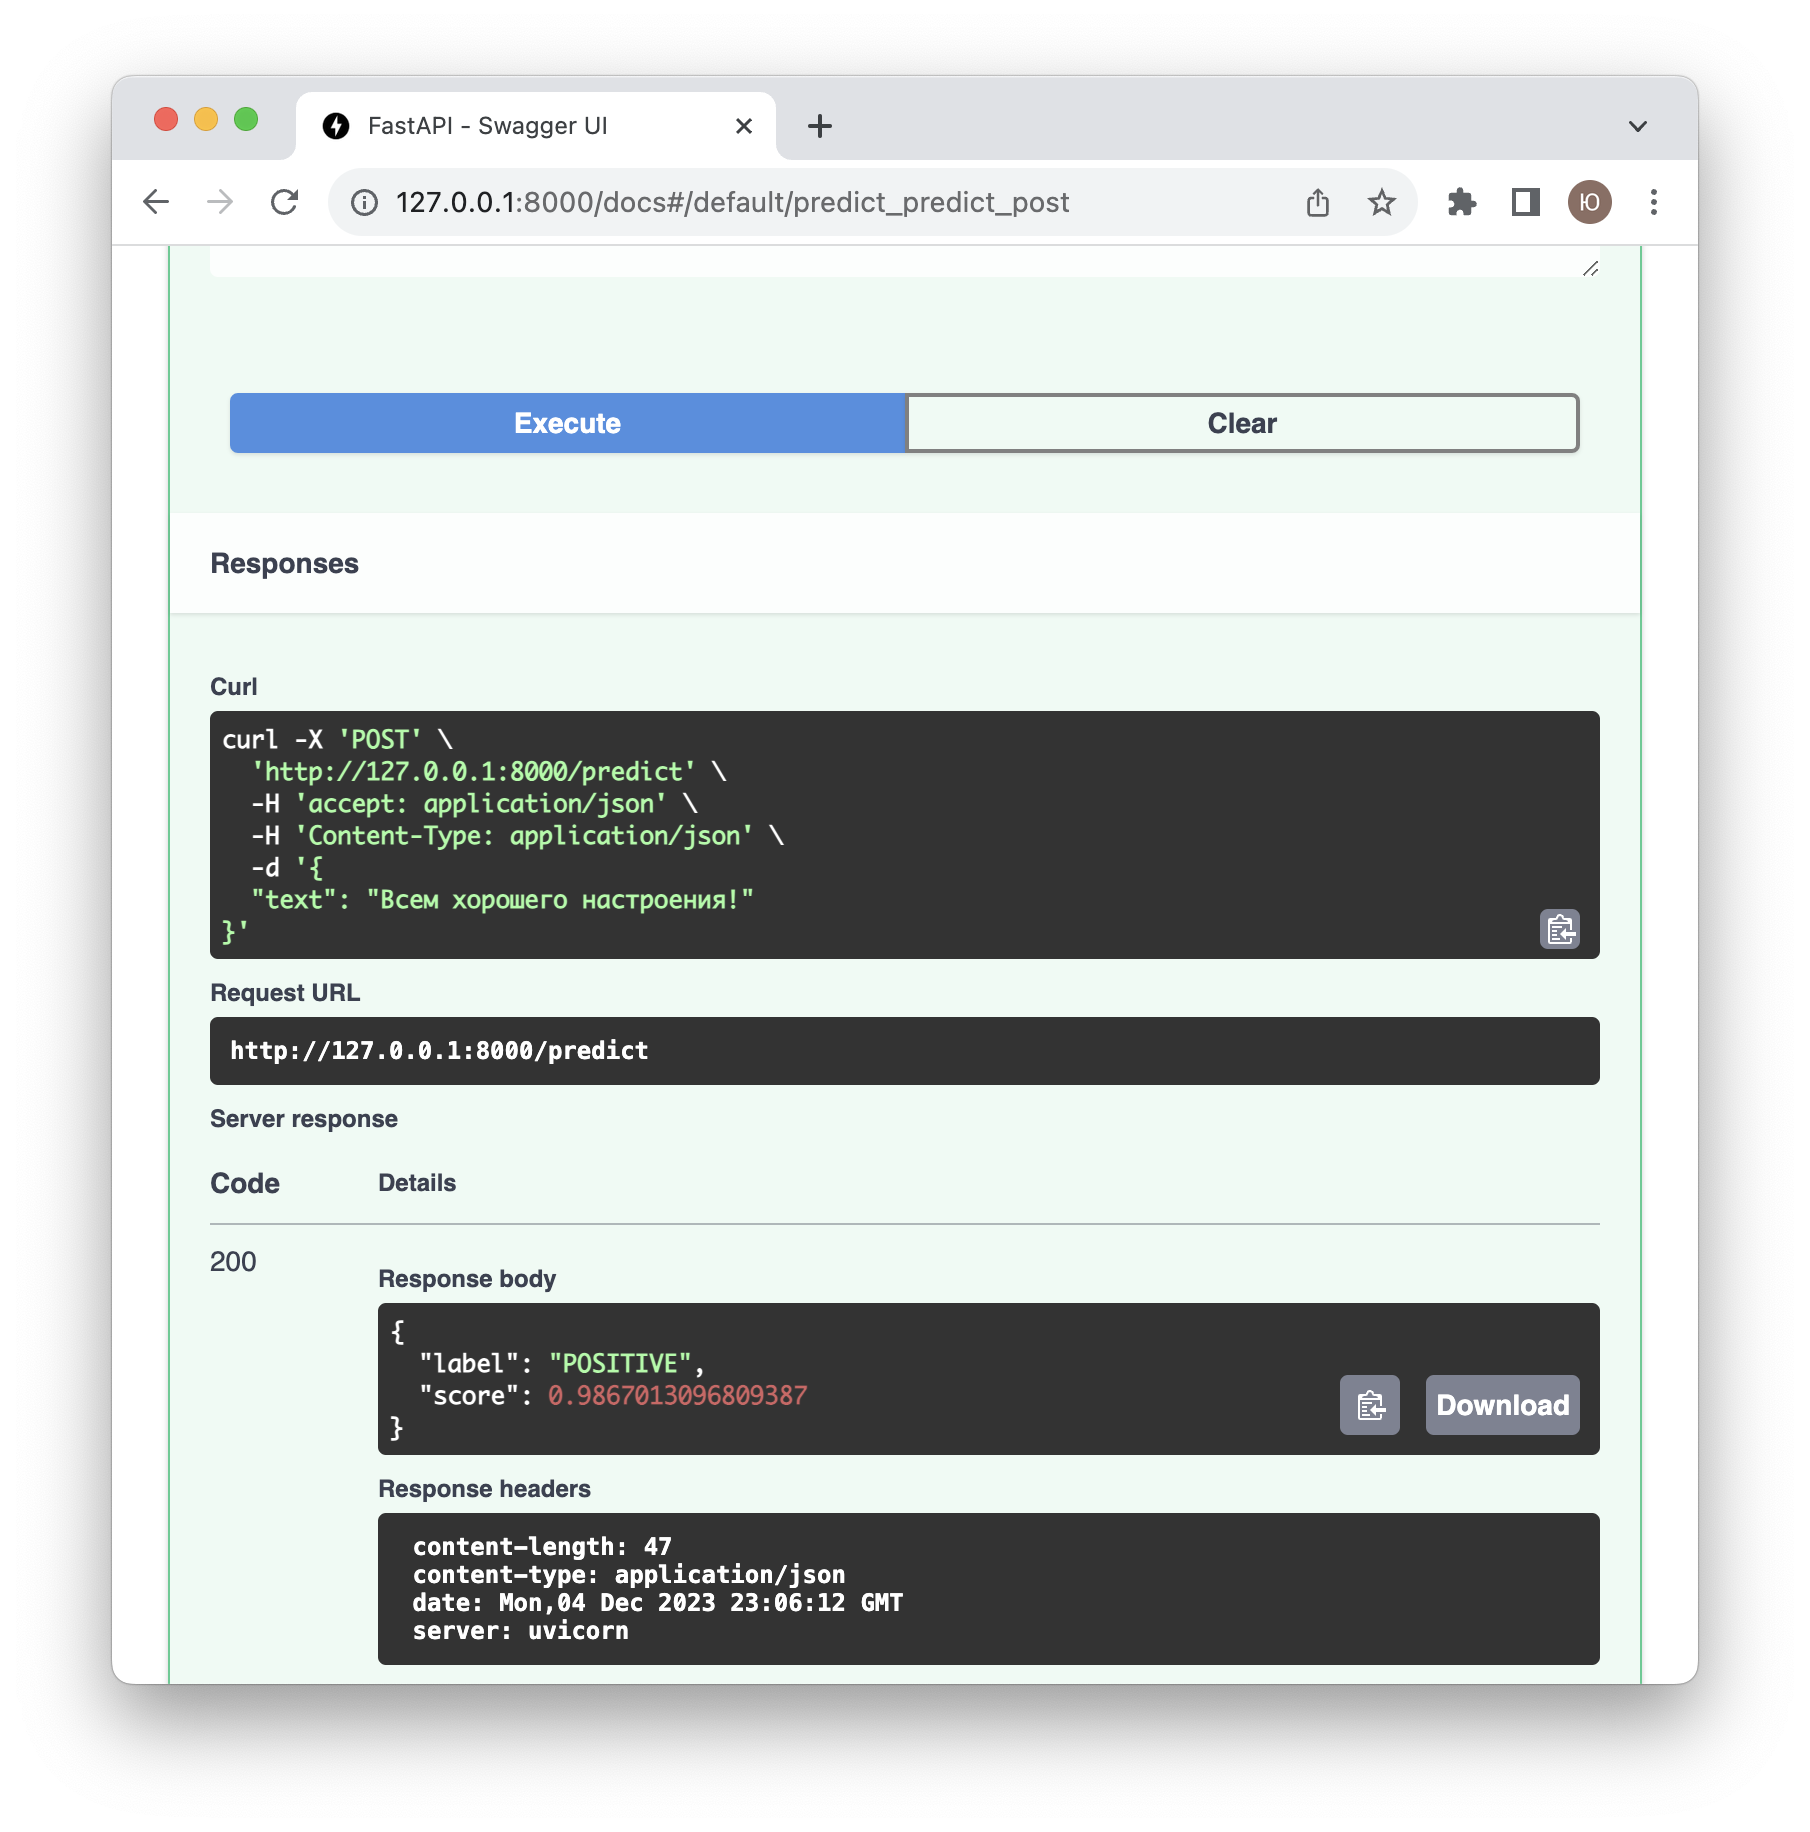 FastAPI - Swagger UI
127.0.0.1:8000/docs#/default/predict_predict_post
Ю
Execute
Clear
Responses
Curl
curl -X 'POST' \
  'http://127.0.0.1:8000/predict' \
  -H 'accept: application/json' \
  -H 'Content-Type: application/json' \
  -d '{
  "text": "Всем хорошего настроения!"
}'
Request URL
http://127.0.0.1:8000/predict
Server response
Code Details
200
Response body
{
  "label": "POSITIVE",
  "score": 0.9867013096809387
}
Download
Response headers
content-length: 47
content-type: application/json
date: Mon,04 Dec 2023 23:06:12 GMT
server: uvicorn